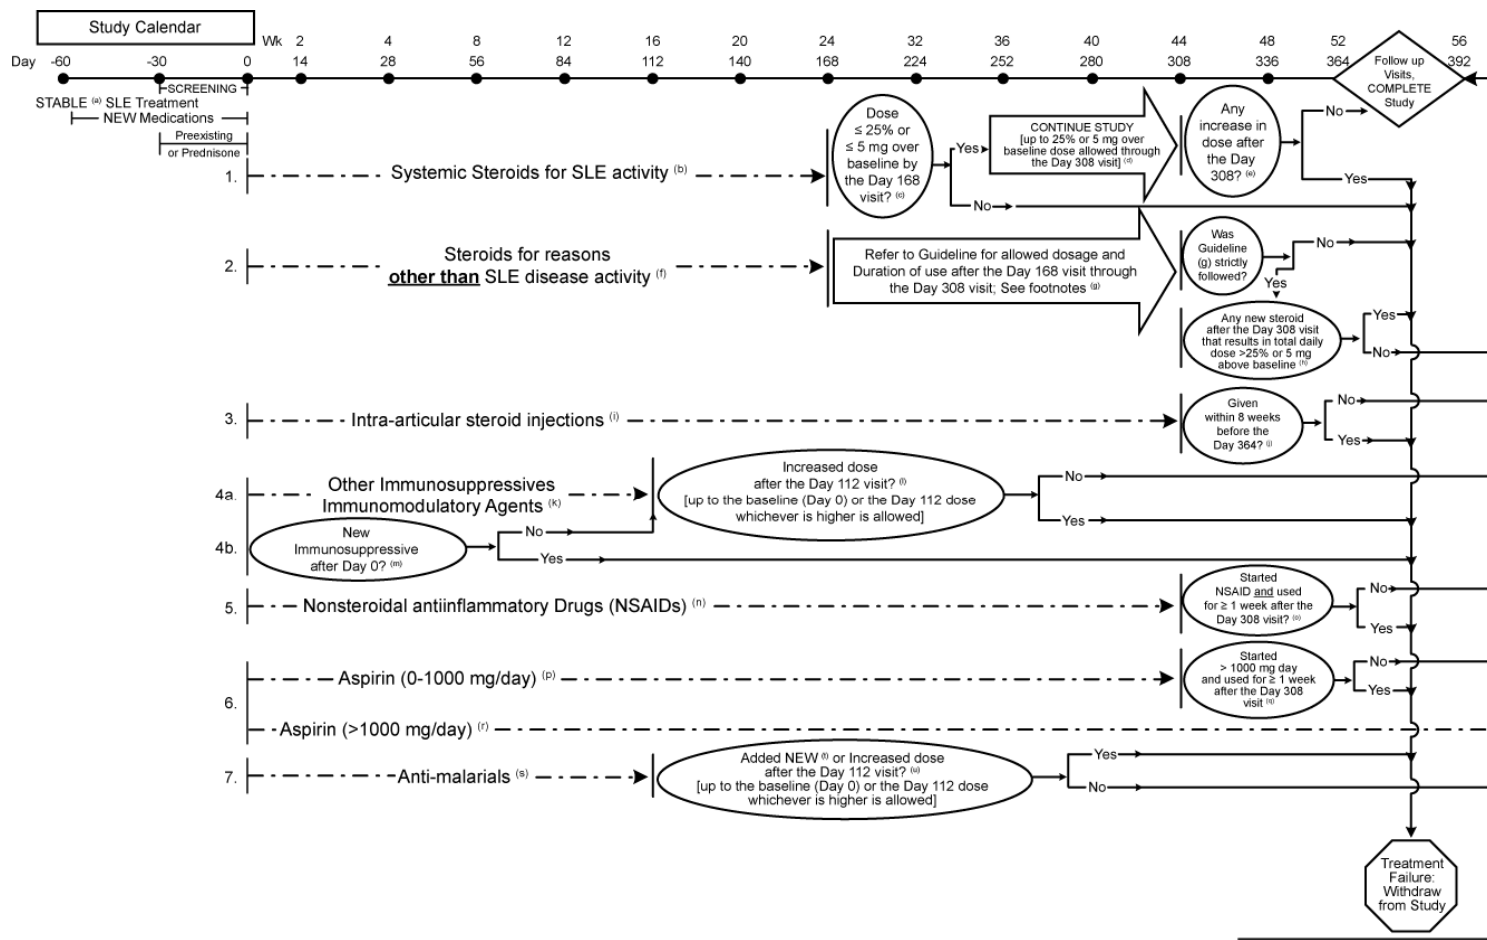 Study Calendar
Wk 2 4 8 12 16 20 24 32 36 40 44 48 52 56
Day -60 -30 0 14 28 56 84 112 140 168 224 252 280 308 336 364 392
Follow up
Visits,
COMPLETE
Study
SCREENING
STABLE (a) SLE Treatment
NEW Medications
Preexisting
or Prednisone
1.
Systemic Steroids for SLE activity (b)
Dose
≤ 25% or
≤ 5 mg over
baseline by
the Day 168
visit? (c)
Yes
No
CONTINUE STUDY
[up to 25% or 5 mg over
baseline dose allowed through
the Day 308 visit] (d)
Any
increase in
dose after
the Day
308? (e)
No
Yes
2.
Steroids for reasons
other than SLE disease activity (f)
Refer to Guideline for allowed dosage and
Duration of use after the Day 168 visit through
the Day 308 visit; See footnotes (g)
Was
Guideline
(g) strictly
followed?
No
Yes
Any new steroid
after the Day 308 visit
that results in total daily
dose >25% or 5 mg
above baseline (h)
Yes
No
3.
Intra-articular steroid injections (i)
Given
within 8 weeks
before the
Day 364? (j)
No
Yes
4a.
Other Immunosuppressives
Immunomodulatory Agents (k)
Increased dose
after the Day 112 visit? (l)
[up to the baseline (Day 0) or the Day 112 dose
whichever is higher is allowed]
No
Yes
4b.
New
Immunosuppressive
after Day 0? (m)
No
Yes
5.
Nonsteroidal antiinflammatory Drugs (NSAIDs) (n)
Started
NSAID and used
for ≥ 1 week after the
Day 308 visit? (o)
No
Yes
6.
Aspirin (0-1000 mg/day) (p)
Started
> 1000 mg day
and used for ≥ 1 week
after the Day 308
visit (q)
No
Yes
Aspirin (>1000 mg/day) (r)
7.
Anti-malarials (s)
Added NEW (t) or Increased dose
after the Day 112 visit? (u)
[up to the baseline (Day 0) or the Day 112 dose
whichever is higher is allowed]
Yes
No
Treatment
Failure:
Withdraw
from Study